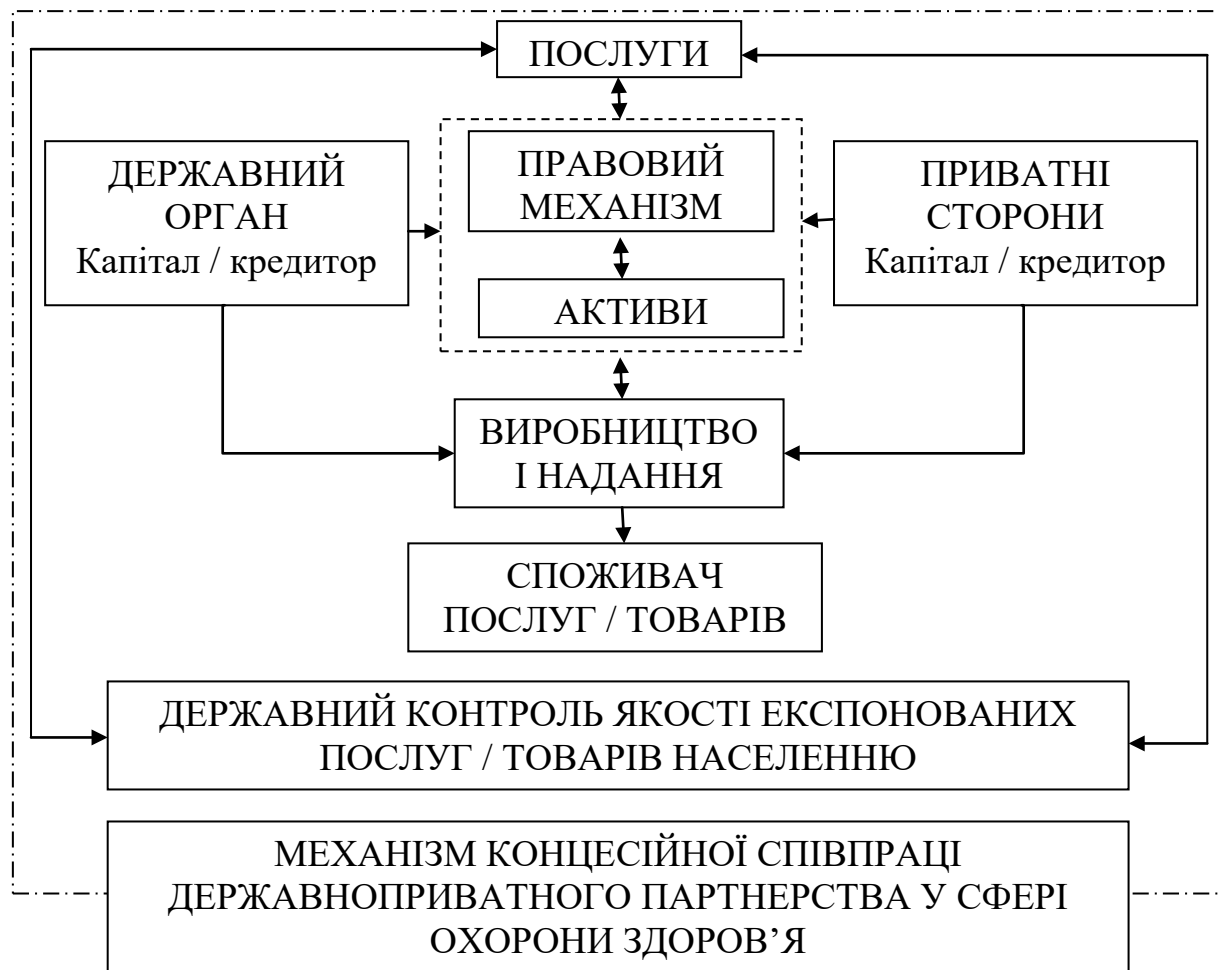 ПОСЛУГИ
ДЕРЖАВНИЙ
ОРГАН
Капітал / кредитор
ПРАВОВИЙ
МЕХАНІЗМ
АКТИВИ
ПРИВАТНІ
СТОРОНИ
Капітал / кредитор
ВИРОБНИЦТВО
І НАДАННЯ
СПОЖИВАЧ
ПОСЛУГ / ТОВАРІВ
ДЕРЖАВНИЙ КОНТРОЛЬ ЯКОСТІ ЕКСПОНОВАНИХ
ПОСЛУГ / ТОВАРІВ НАСЕЛЕННЮ
МЕХАНІЗМ КОНЦЕСІЙНОЇ СПІВПРАЦІ
ДЕРЖАВНОПРИВАТНОГО ПАРТНЕРСТВА У СФЕРІ
ОХОРОНИ ЗДОРОВ’Я